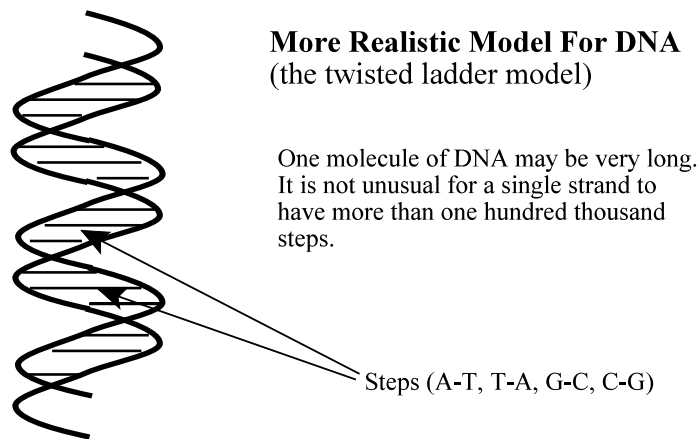 More Realistic Model For DNA
(the twisted ladder model)
One molecule of DNA may be very long.
It is not unusual for a single strand to
have more than one hundred thousand
steps.
Steps (A-T, T-A, G-C, C-G)